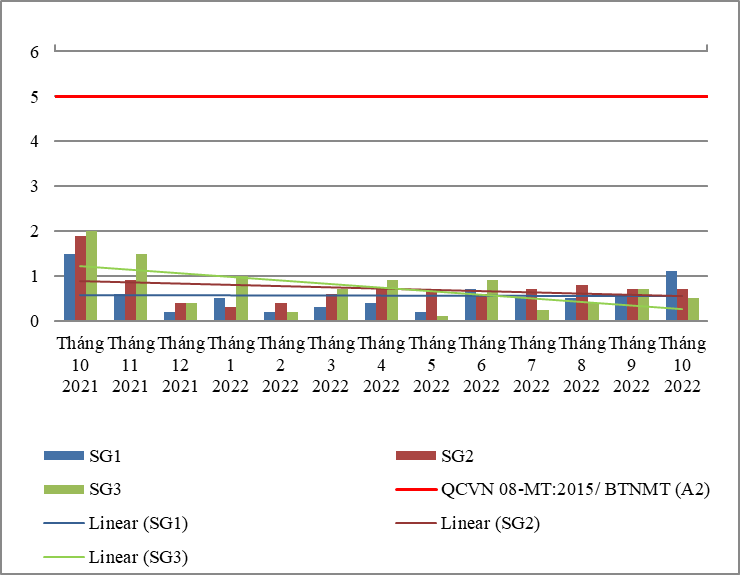 6
5
4
3
2
1
0
Tháng 10 2021
Tháng 11 2021
Tháng 12 2021
Tháng 1 2022
Tháng 2 2022
Tháng 3 2022
Tháng 4 2022
Tháng 5 2022
Tháng 6 2022
Tháng 7 2022
Tháng 8 2022
Tháng 9 2022
Tháng 10 2022
SG1
SG2
SG3
QCVN 08-MT:2015/ BTNMT (A2)
Linear (SG1)
Linear (SG2)
Linear (SG3)